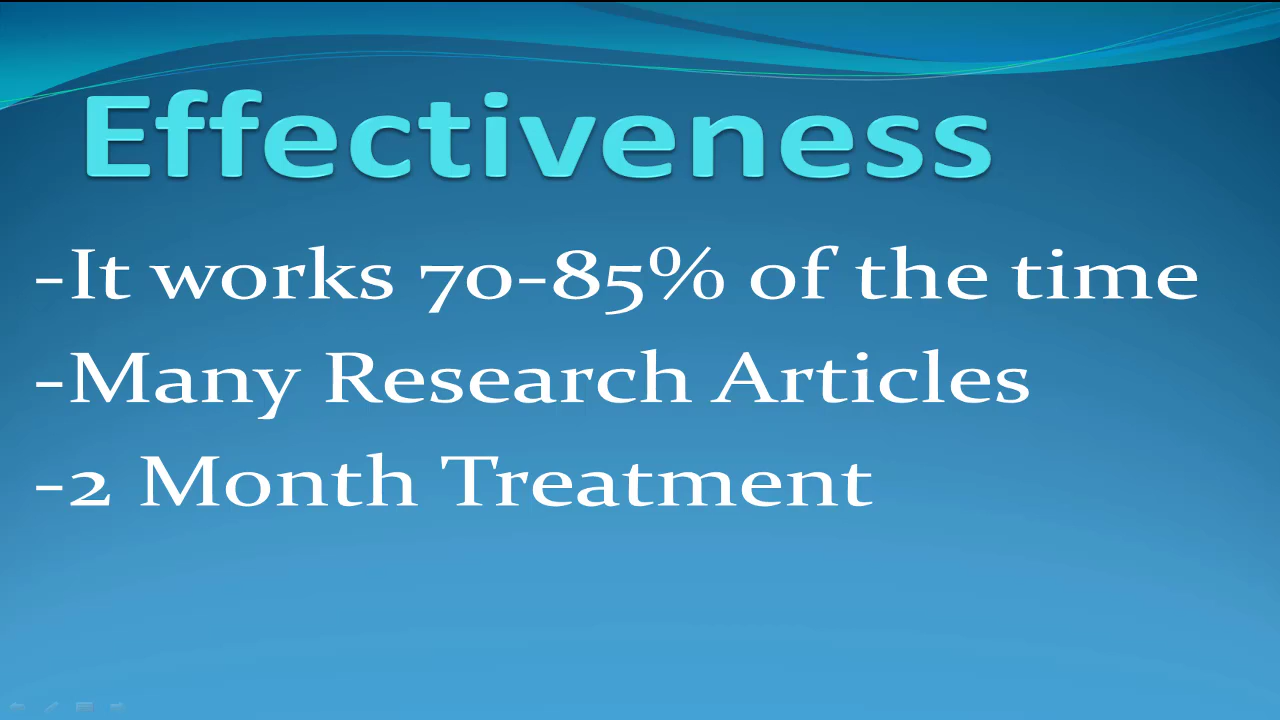 Effectiveness
-It works 70-85% of the time
-Many Research Articles
-2 Month Treatment